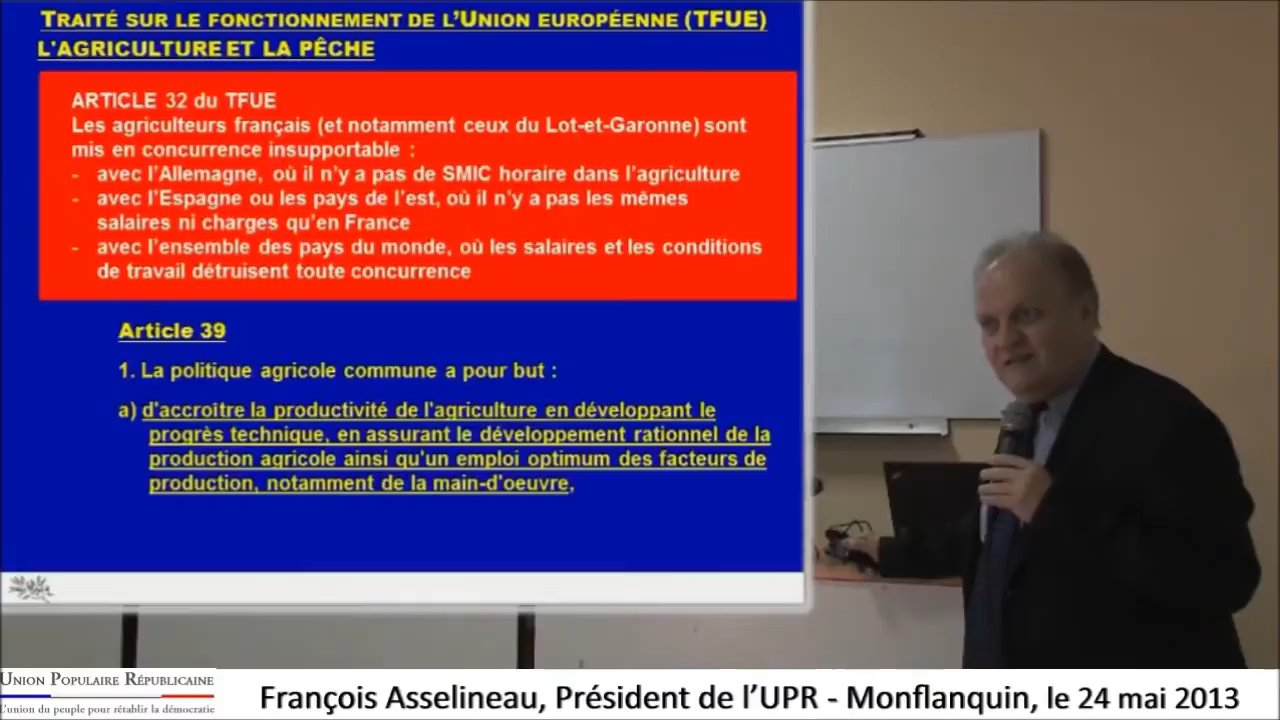 TRAITÉ SUR LE FONCTIONNEMENT DE L'UNION EUROPÉENNE (TFUE)
L'AGRICULTURE ET LA PÊCHE
ARTICLE 32 du TFUE
Les agriculteurs français (et notamment ceux du Lot-et-Garonne) sont
mis en concurrence insupportable :
- avec l'Allemagne, où il n'y a pas de SMIC horaire dans l'agriculture
- avec l'Espagne ou les pays de l'est, où il n'y a pas les mêmes
salaires ni charges qu'en France
- avec l'ensemble des pays du monde, où les salaires et les conditions
de travail détruisent toute concurrence
Article 39
1. La politique agricole commune a pour but :
a) d'accroître la productivité de l'agriculture en développant le
progrès technique, en assurant le développement rationnel de la
production agricole ainsi qu'un emploi optimum des facteurs de
production, notamment de la main-d'oeuvre,
UNION POPULAIRE RÉPUBLICAINE
L'union du peuple pour rétablir la démocratie
François Asselineau, Président de l'UPR - Monflanquin, le 24 mai 2013